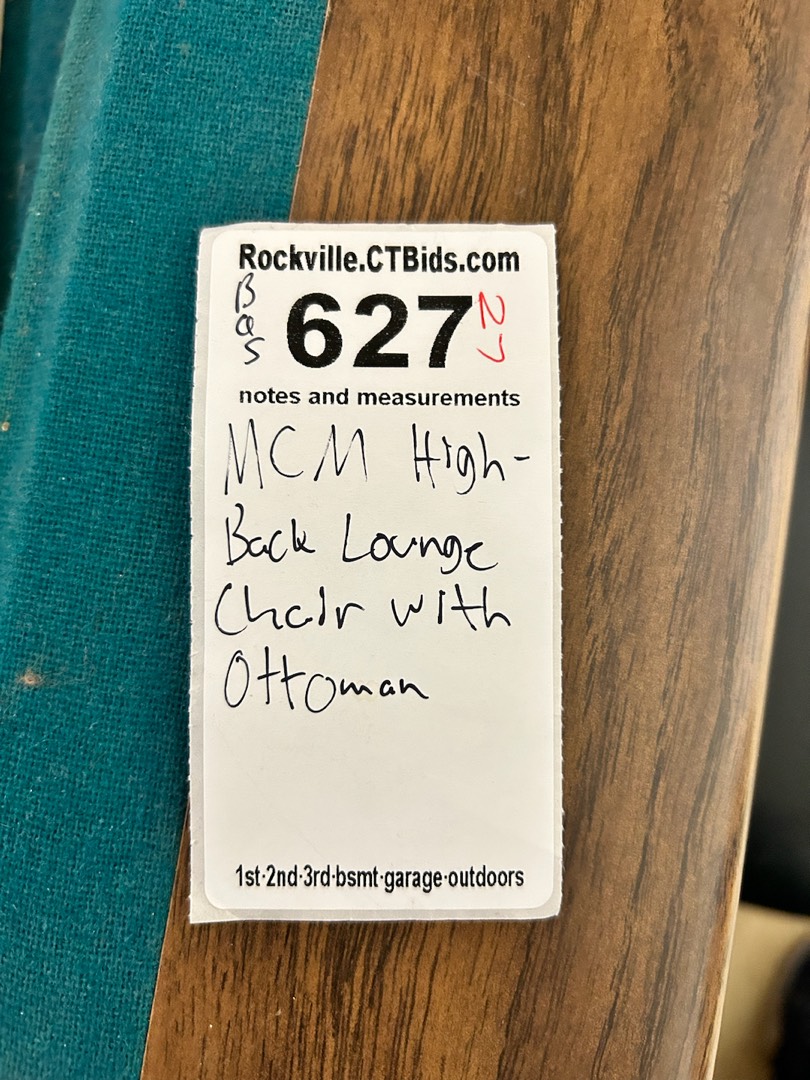 Rockville.CTBids.com
Bas 627 NJ
notes and measurements
MCM High-
Back Lounge
Chair with
Ottoman
1st·2nd·3rd·bsmt·garage·outdoors